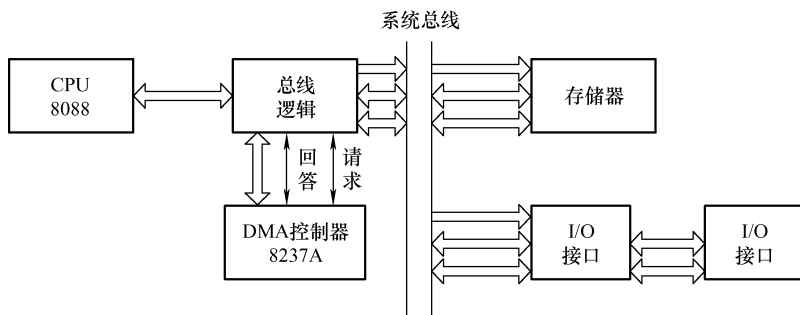 系统总线
CPU
8088
总线
逻辑
存储器
回答
请求
DMA控制器
8237A
I/O
接口
I/O
接口